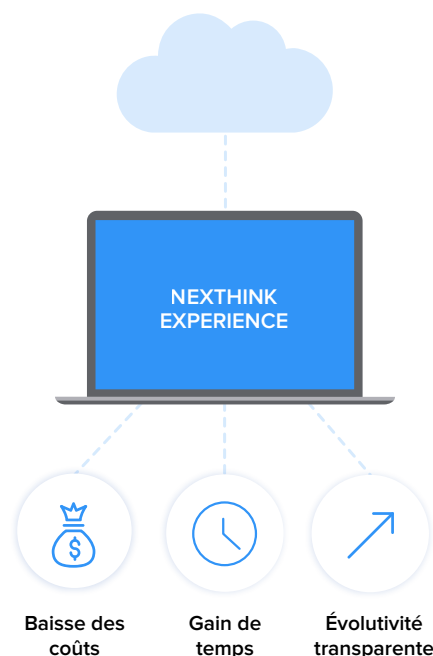 NEXTHINK
EXPERIENCE
$
Baisse des
coûts
Gain de
temps
Évolutivité
transparente